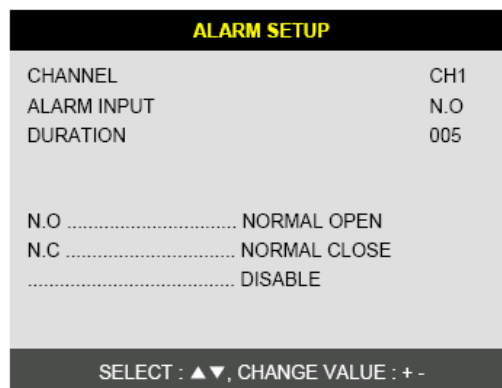 ALARM SETUP
CHANNEL CH1
ALARM INPUT N.O
DURATION 005
N.O ................................ NORMAL OPEN
N.C ................................ NORMAL CLOSE
....................................... DISABLE
SELECT : ▲▼, CHANGE VALUE : + -